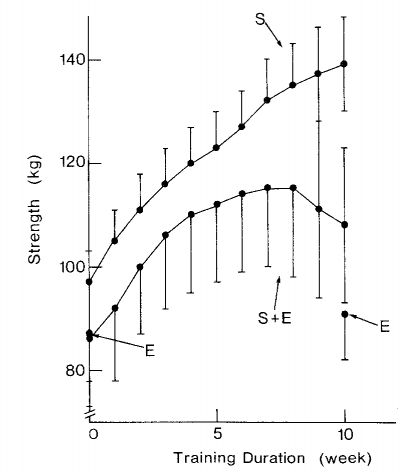 S
140
120
100
80
Strength (kg)
E
S+E
E
0
5
10
Training Duration (week)